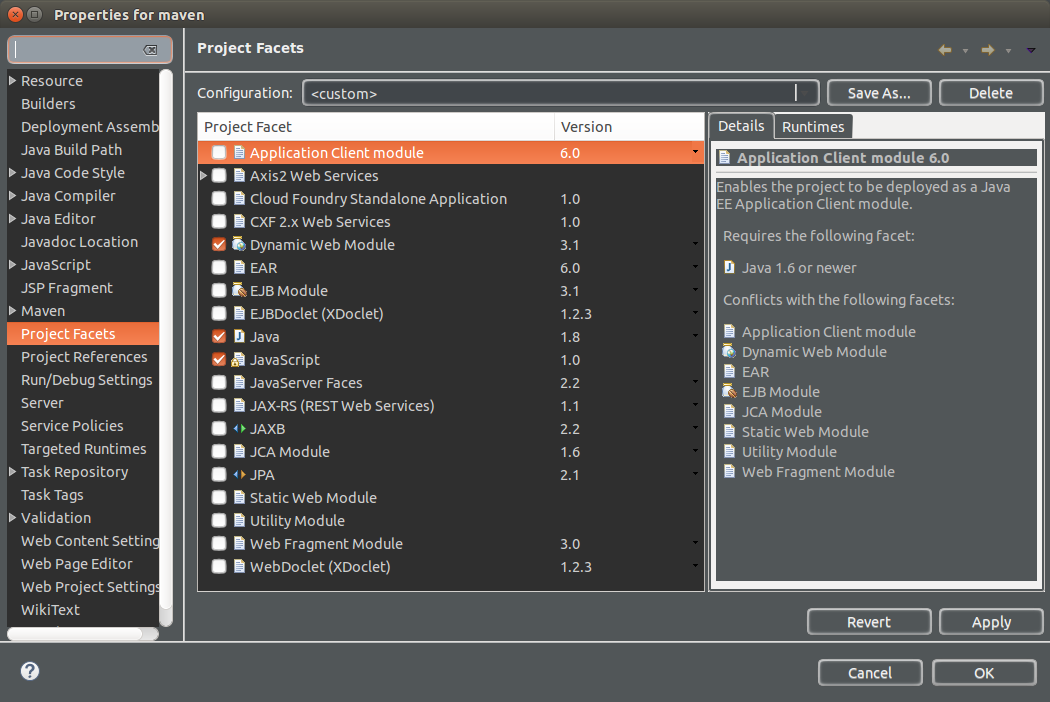 Properties for maven
Project Facets
Resource
Builders
Deployment Assemb
Java Build Path
Java Code Style
Java Compiler
Java Editor
Javadoc Location
JavaScript
JSP Fragment
Maven
Project Facets
Project References
Run/Debug Settings
Server
Service Policies
Targeted Runtimes
Task Repository
Task Tags
Validation
Web Content Setting
Web Page Editor
Web Project Settings
WikiText
Configuration: <custom> Save As... Delete
Project Facet Version
Application Client module 6.0
Axis2 Web Services
Cloud Foundry Standalone Application 1.0
CXF 2.x Web Services 1.0
Dynamic Web Module 3.1
EAR 6.0
EJB Module 3.1
EJBDoclet (XDoclet) 1.2.3
Java 1.8
JavaScript 1.0
JavaServer Faces 2.2
JAX-RS (REST Web Services) 1.1
JAXB 2.2
JCA Module 1.6
JPA 2.1
Static Web Module
Utility Module
Web Fragment Module 3.0
WebDoclet (XDoclet) 1.2.3
Details Runtimes
Application Client module 6.0
Enables the project to be deployed as a Java
EE Application Client module.
Requires the following facet:
Java 1.6 or newer
Conflicts with the following facets:
Application Client module
Dynamic Web Module
EAR
EJB Module
JCA Module
Static Web Module
Utility Module
Web Fragment Module
Revert Apply
? Cancel OK